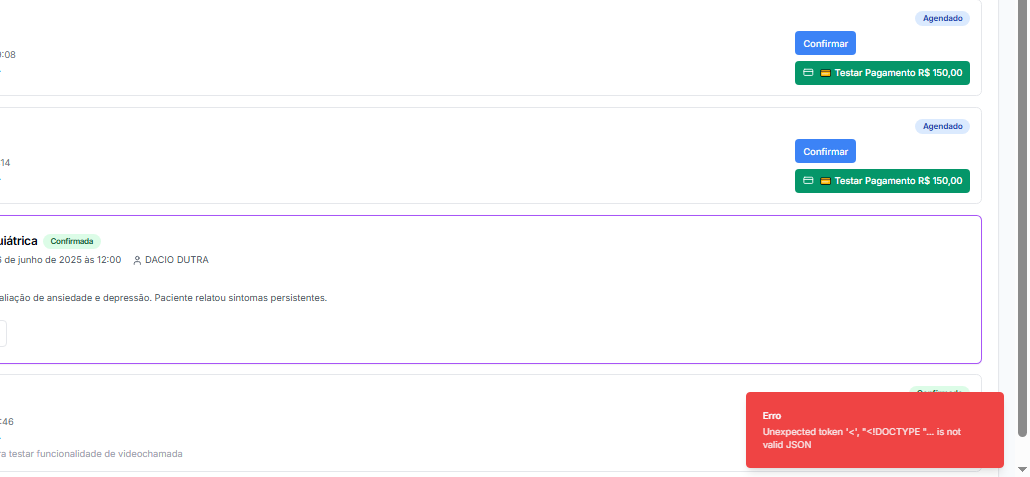 Agendado
Confirmar
:08
Testar Pagamento R$ 150,00
Agendado
Confirmar
14
Testar Pagamento R$ 150,00
uiátrica Confirmada
de junho de 2025 às 12:00 DACIO DUTRA
aliação de ansiedade e depressão. Paciente relatou sintomas persistentes.
:46
ra testar funcionalidade de videochamada
Erro
Unexpected token '<', "<!DOCTYPE "... is not
valid JSON